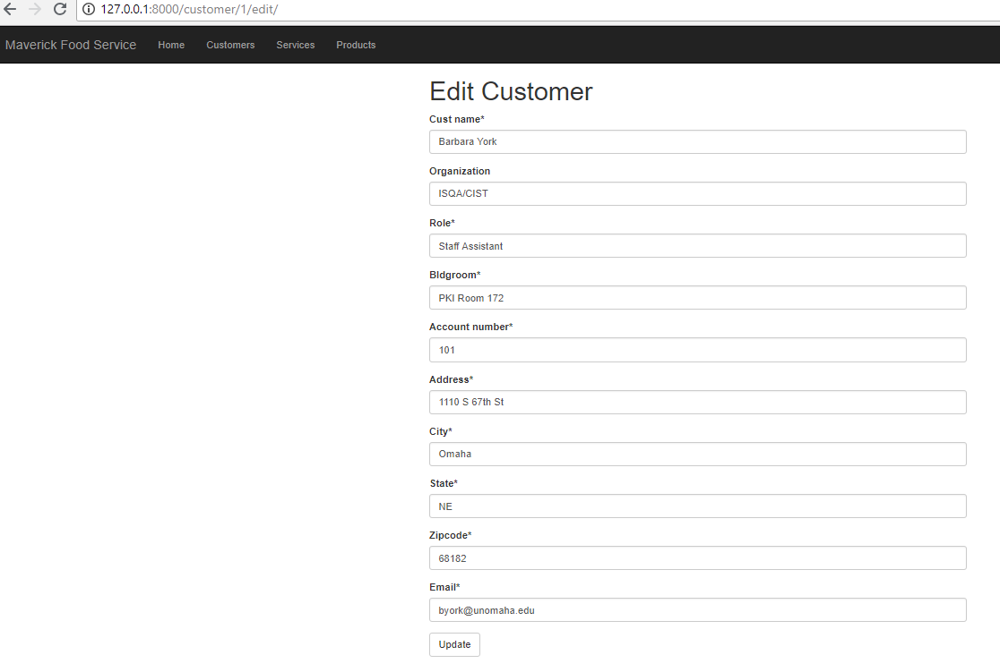 127.0.0.1:8000/customer/1/edit/
Maverick Food Service Home Customers Services Products
Edit Customer
Cust name*
Barbara York
Organization
ISQA/CIST
Role*
Staff Assistant
Bldgroom*
PKI Room 172
Account number*
101
Address*
1110 S 67th St
City*
Omaha
State*
NE
Zipcode*
68182
Email*
byork@unomaha.edu
Update